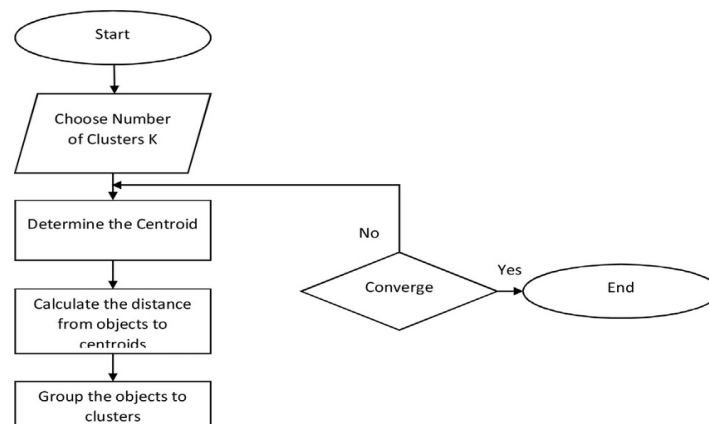 Start
Choose Number
of Clusters K
Determine the Centroid
No
Yes
Converge
End
Calculate the distance
from objects to
centroids
Group the objects to
clusters